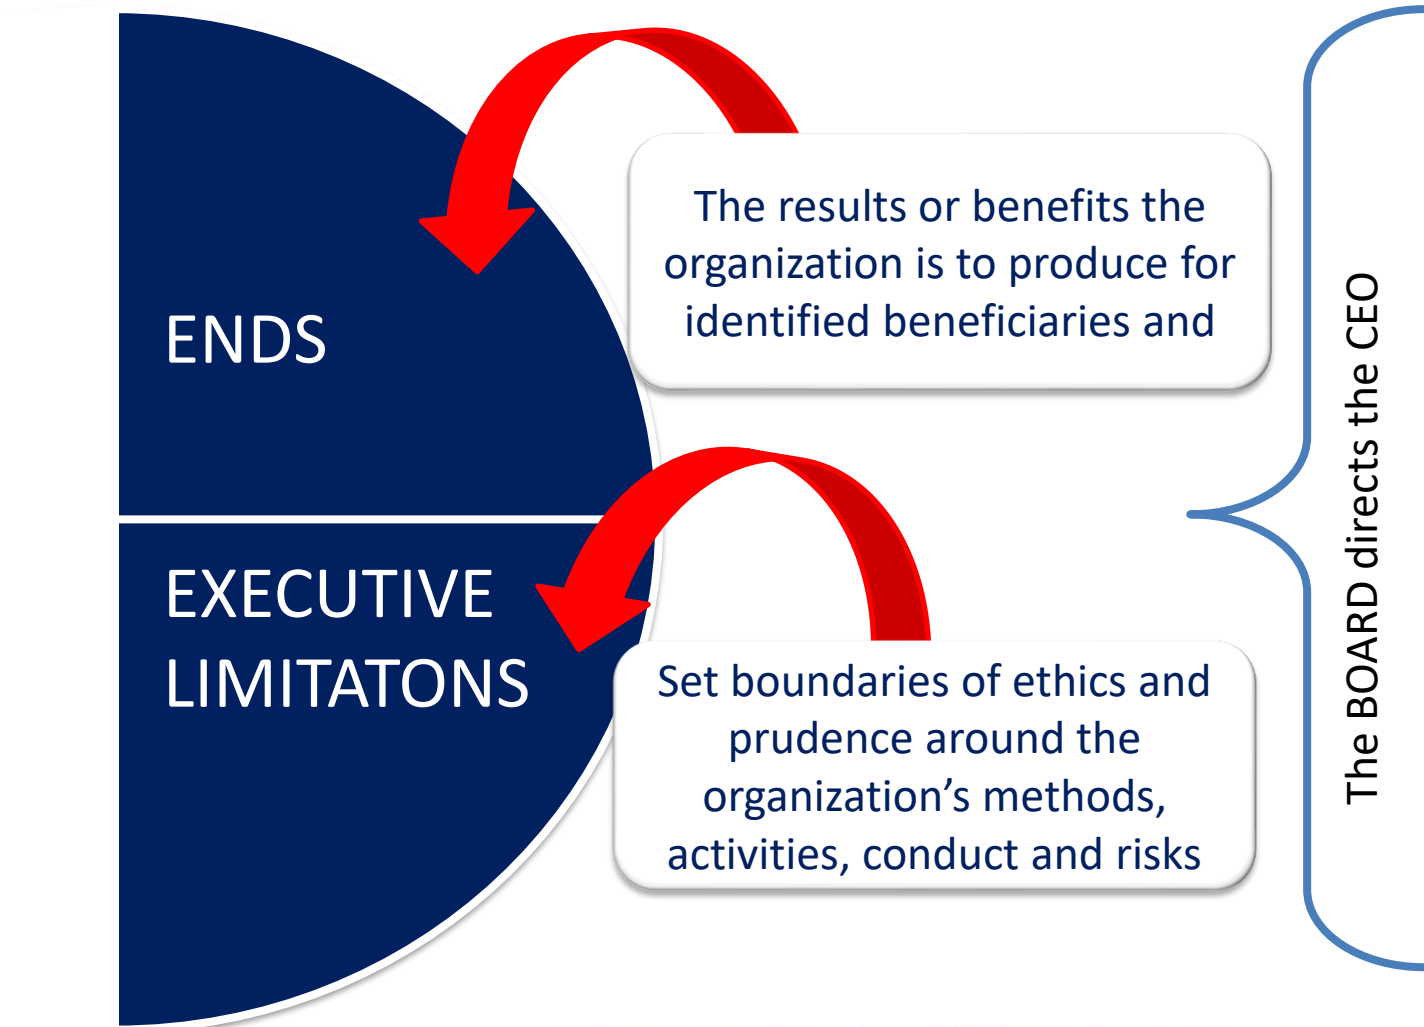 ENDS
The results or benefits the
organization is to produce for
identified beneficiaries and
EXECUTIVE
LIMITATONS
Set boundaries of ethics and
prudence around the
organization’s methods,
activities, conduct and risks
The BOARD directs the CEO